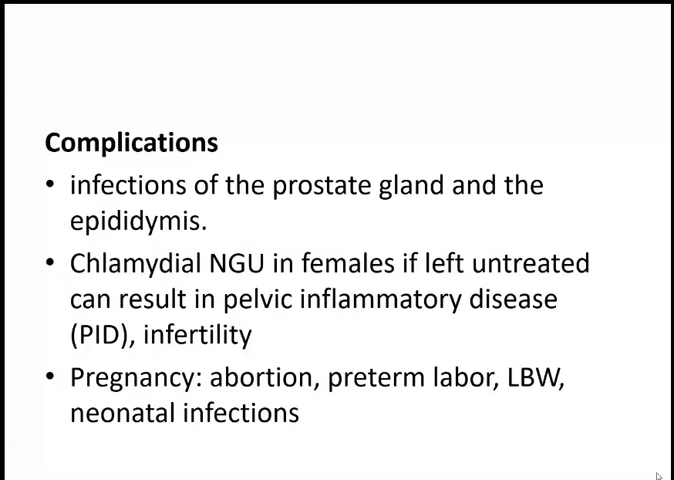 Complications
• infections of the prostate gland and the
epididymis.
• Chlamydial NGU in females if left untreated
can result in pelvic inflammatory disease
(PID), infertility
• Pregnancy: abortion, preterm labor, LBW,
neonatal infections